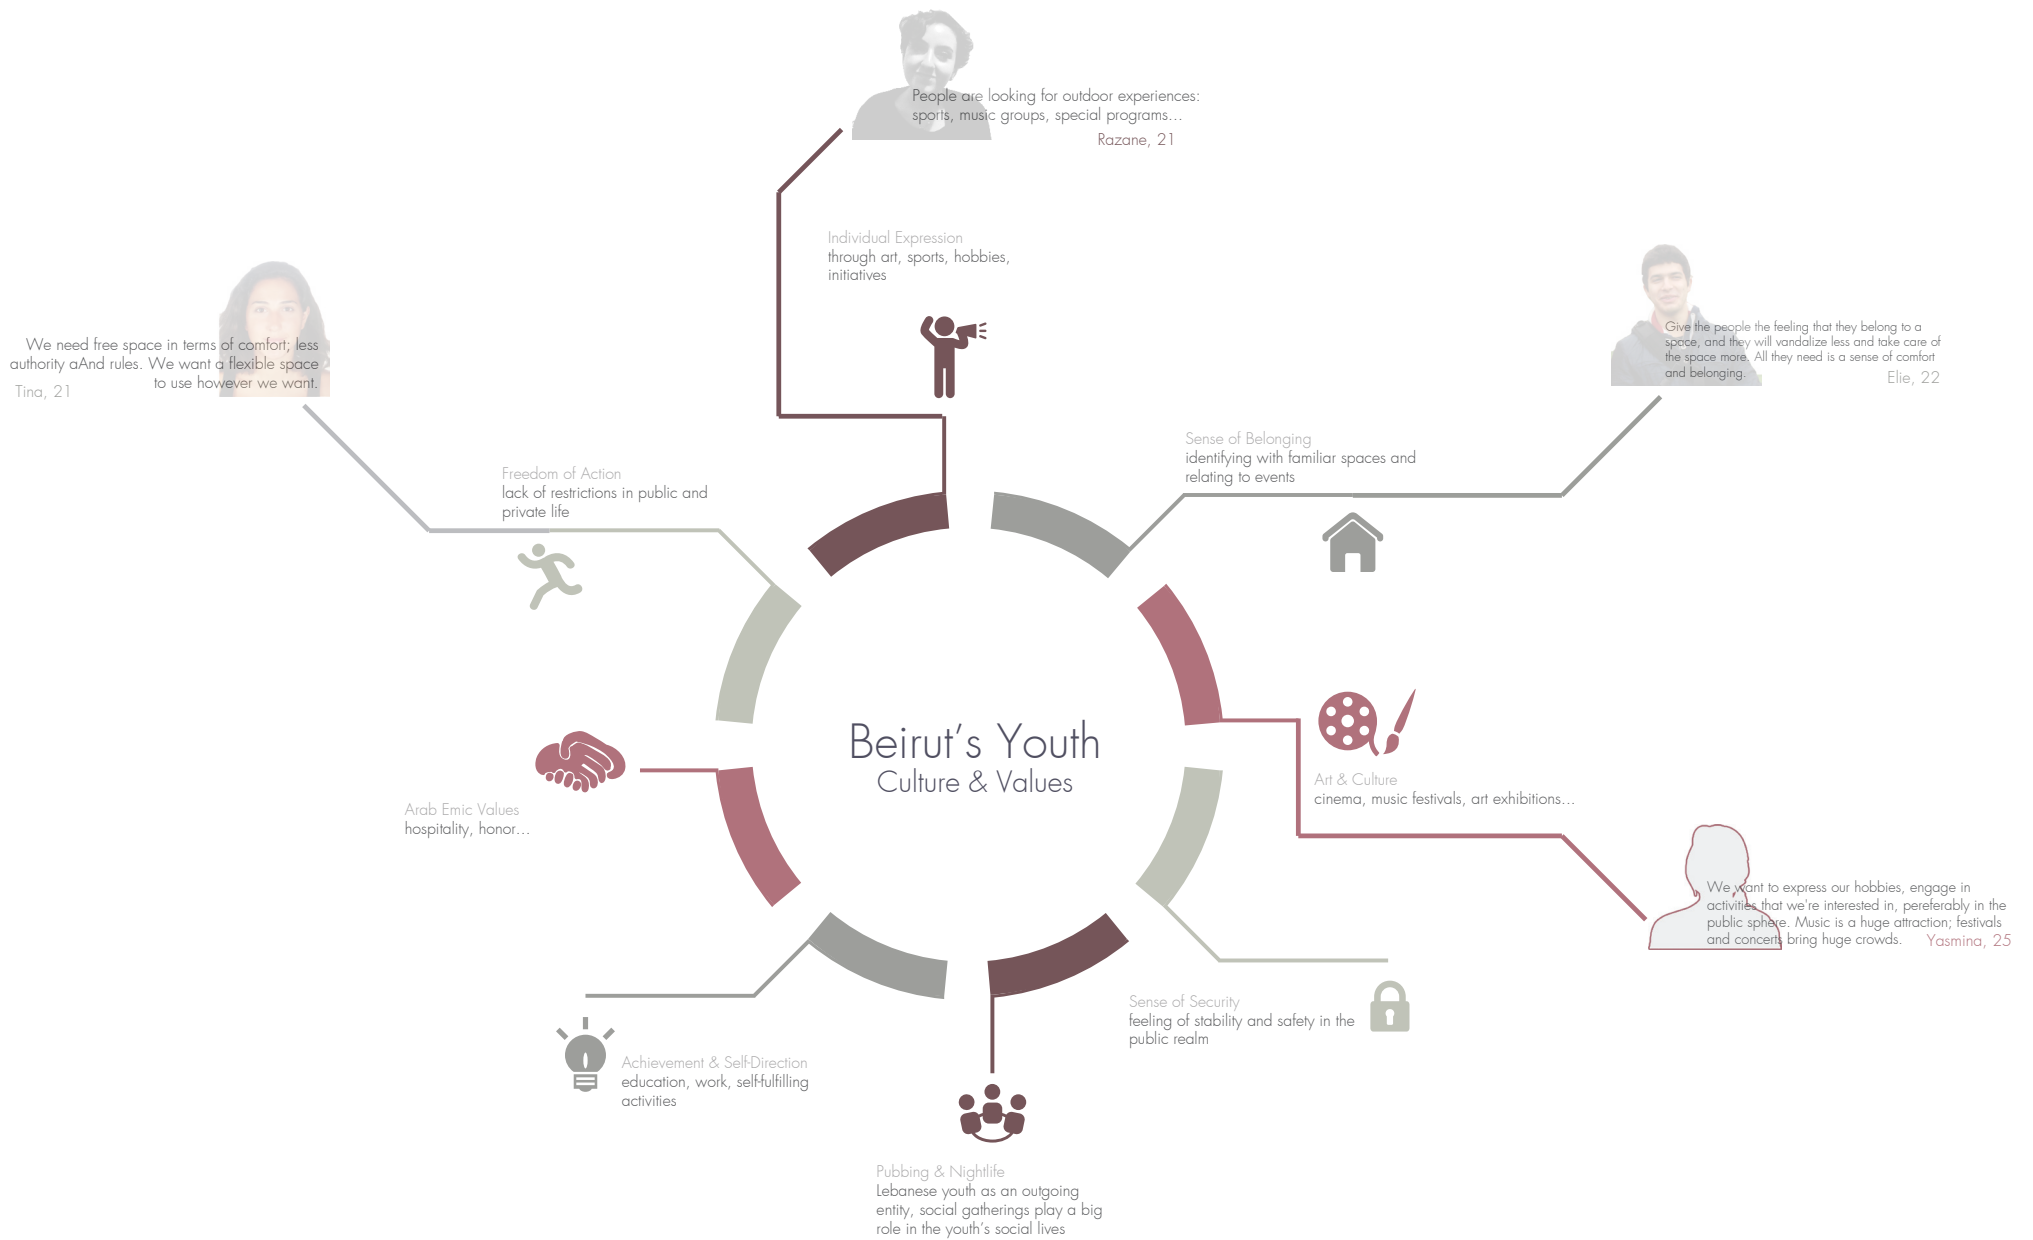 People are looking for outdoor experiences:
sports, music groups, special programs...
Razane, 21
Individual Expression
through art, sports, hobbies,
initiatives
We need free space in terms of comfort; less
authority aAnd rules. We want a flexible space
to use however we want.
Tina, 21
Give the people the feeling that they belong to a
space, and they will vandalize less and take care of
the space more. All they need is a sense of comfort
and belonging.
Elie, 22
Freedom of Action
lack of restrictions in public and
private life
Sense of Belonging
identifying with familiar spaces and
relating to events
Beirut's Youth
Culture & Values
Arab Emic Values
hospitality, honor...
Art & Culture
cinema, music festivals, art exhibitions...
We want to express our hobbies, engage in
activities that we're interested in, pereferably in the
public sphere. Music is a huge attraction; festivals
and concerts bring huge crowds.
Yasmina, 25
Sense of Security
feeling of stability and safety in the
public realm
Achievement & Self-Direction
education, work, self-fulfilling
activities
Pubbing & Nightlife
Lebanese youth as an outgoing
entity, social gatherings play a big
role in the youth's social lives